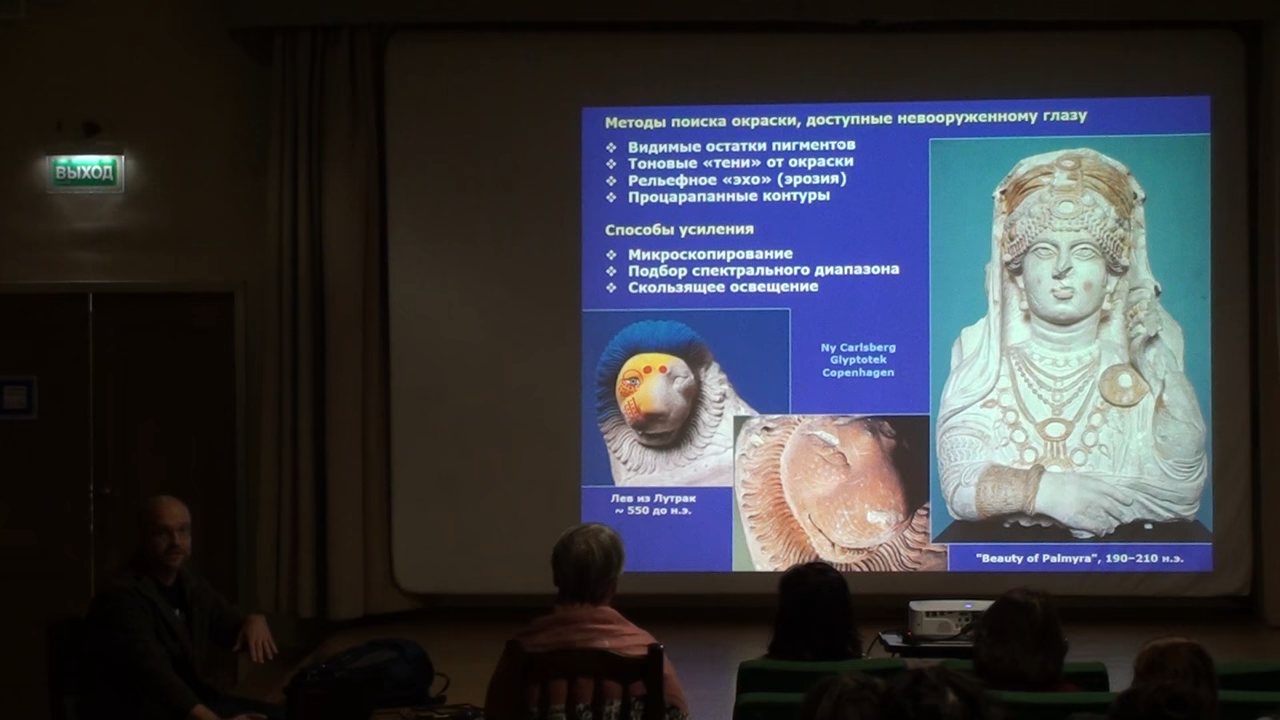 ВЫХОД
Методы поиска окраски, доступные невооруженному глазу
❖ Видимые остатки пигментов
❖ Тоновые «тени» от окраски
❖ Рельефное «эхо» (эрозия)
❖ Процарапанные контуры
Способы усиления
❖ Микроскопирование
❖ Подбор спектрального диапазона
❖ Скользящее освещение
Ny Carlsberg
Glyptotek
Copenhagen
Лев из Лутрак
~ 550 до н.э.
"Beauty of Palmyra", 190–210 н.э.